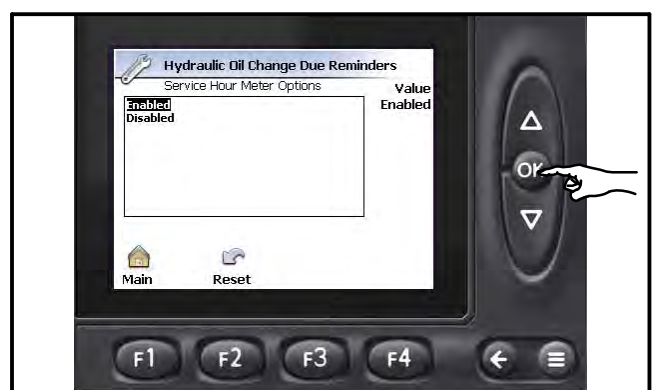 Hydraulic Oil Change Due Reminders
Service Hour Meter Options
Value
Enabled
Enabled
Disabled
Main
Reset
OK
F1
F2
F3
F4